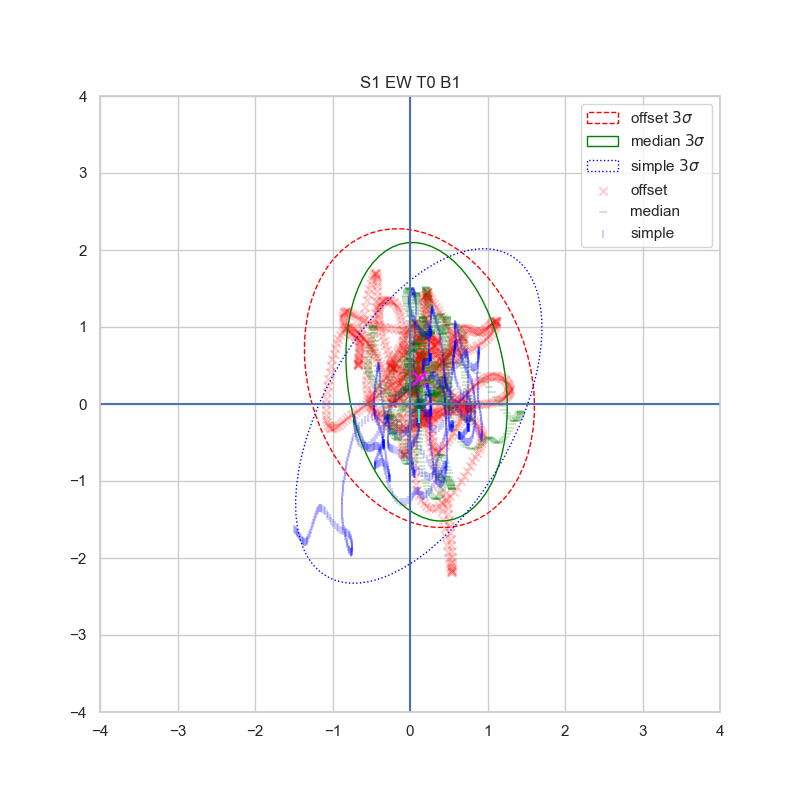 S1 EW T0 B1
4
3
2
1
0
−1
−2
−3
−4
−4
−3
−2
−1
0
1
2
3
4
offset 3σ
median 3σ
simple 3σ
offset
median
simple